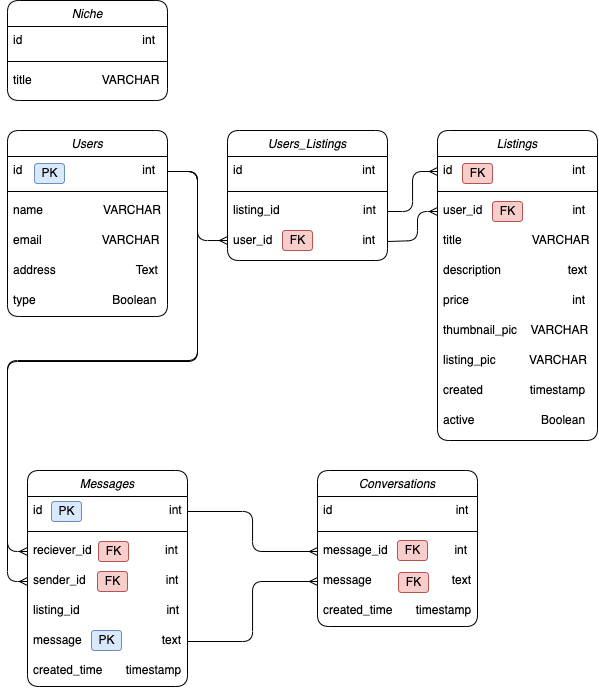 Niche
id int
title VARCHAR
Users
id PK int
name VARCHAR
email VARCHAR
address Text
type Boolean
Users_Listings
id int
listing_id int
user_id FK int
Listings
id FK int
user_id FK int
title VARCHAR
description text
price int
thumbnail_pic VARCHAR
listing_pic VARCHAR
created timestamp
active Boolean
Messages
id PK int
reciever_id FK int
sender_id FK int
listing_id int
message PK text
created_time timestamp
Conversations
id int
message_id FK int
message FK text
created_time timestamp